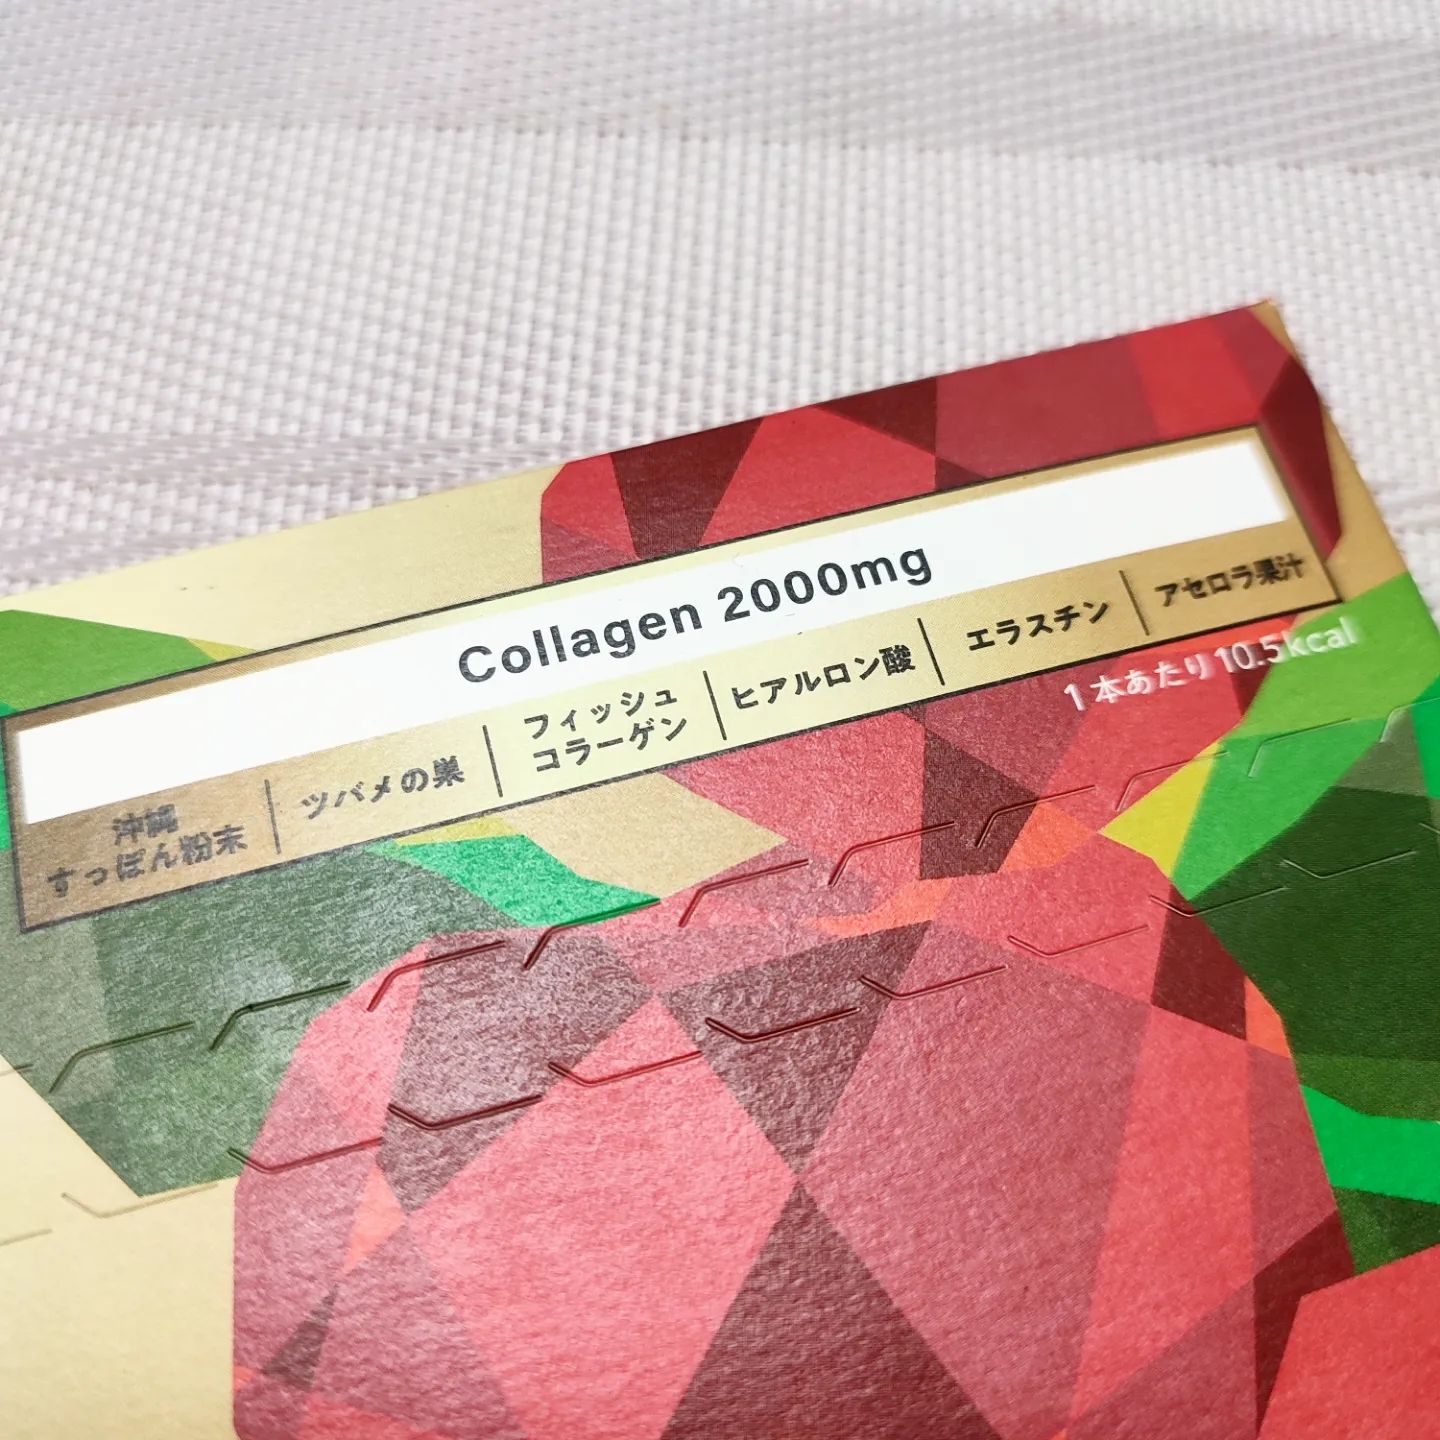 Collagen 2000mg
沖縄
すっぽん粉末
ツバメの巣
フィッシュ
コラーゲン
ヒアルロン酸
エラスチン
アセロラ果汁
1本あたり10.5kcal